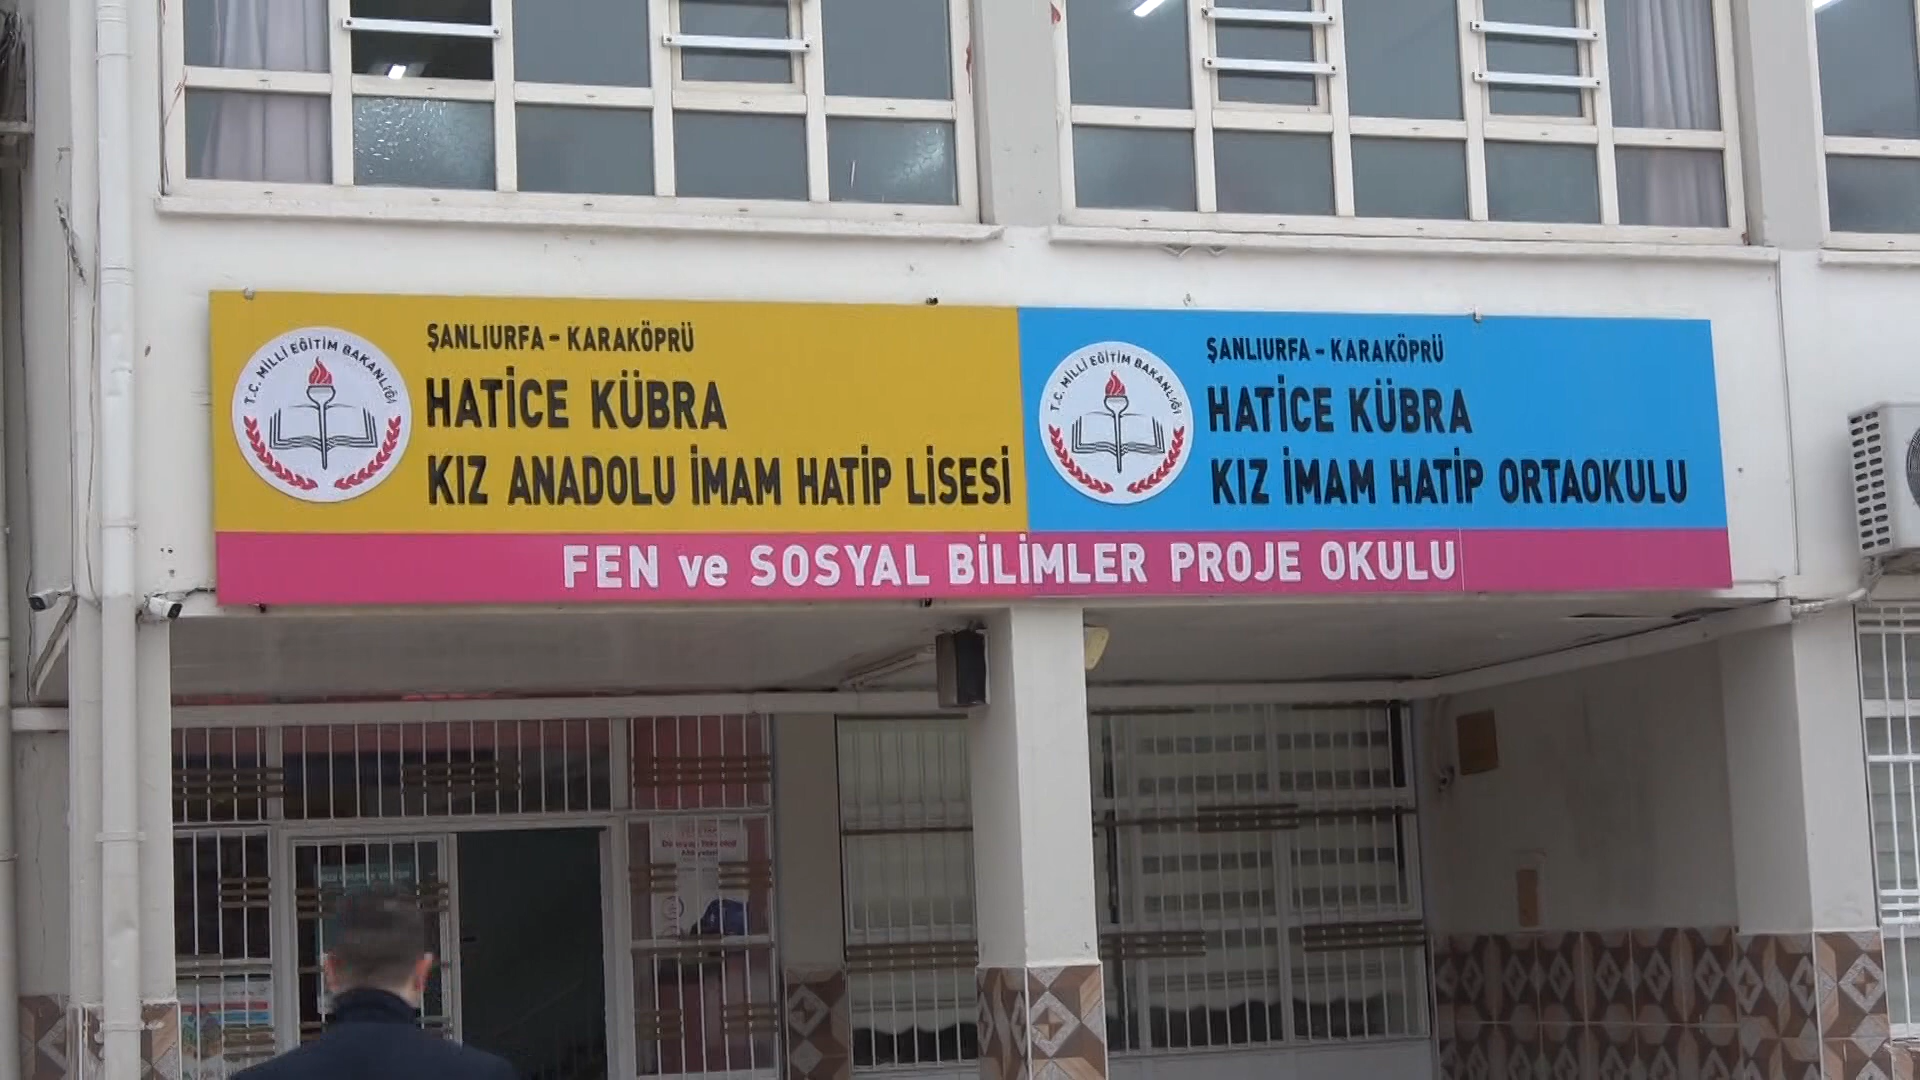 T.C. MİLLİ EĞİTİM BAKANLIĞI
ŞANLIURFA - KARAKÖPRÜ
HATİCE KÜBRA
KIZ ANADOLU İMAM HATİP LİSESİ
T.C. MİLLİ EĞİTİM BAKANLIĞI
ŞANLIURFA - KARAKÖPRÜ
HATİCE KÜBRA
KIZ İMAM HATİP ORTAOKULU
FEN ve SOSYAL BİLİMLER PROJE OKULU